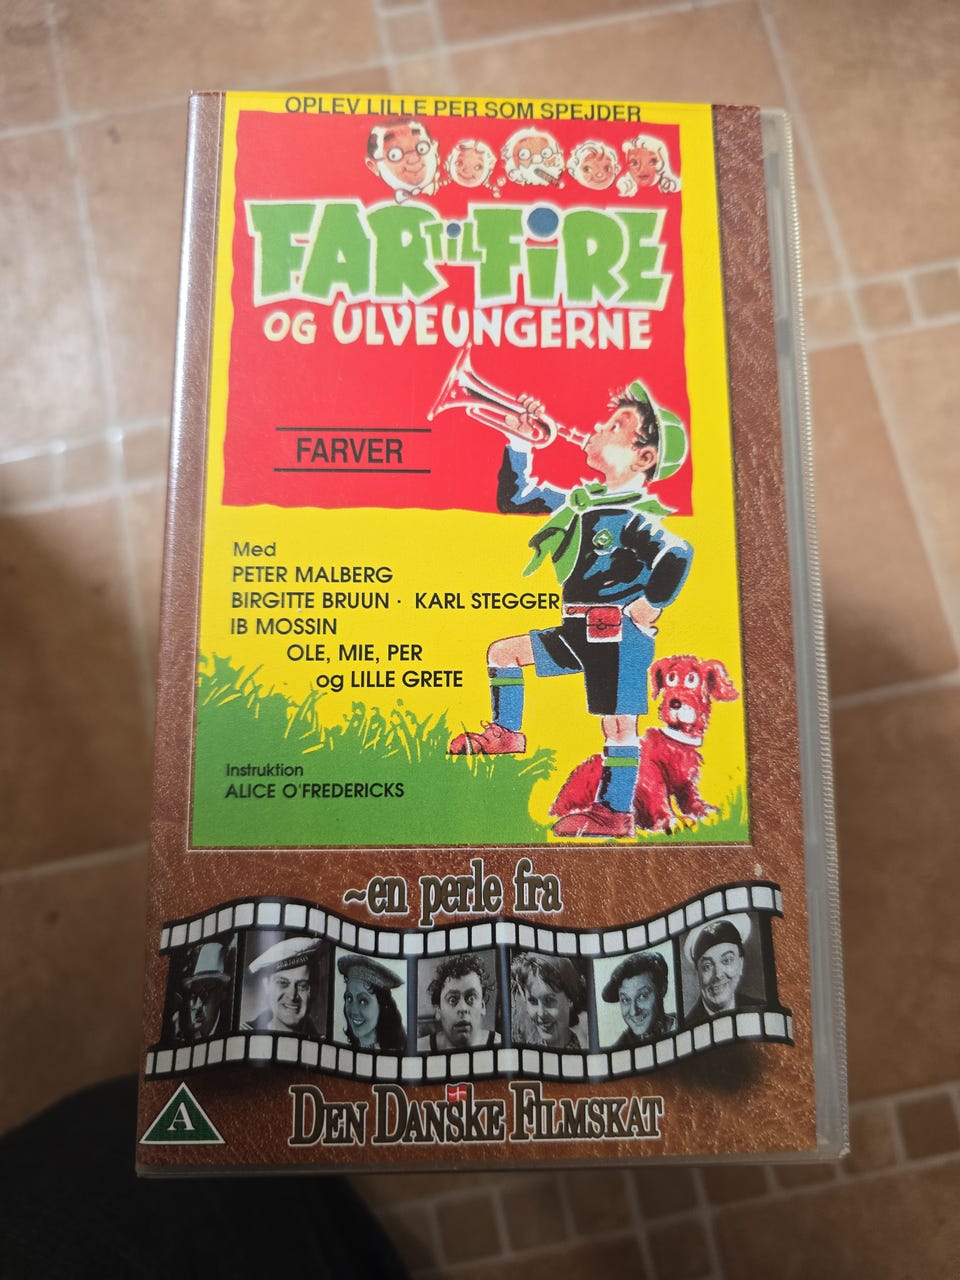 OPLEV LILLE PER SOM SPEJDER
FAR TIL FIRE
OG ULVEUNGERNE
FARVER
Med
PETER MALBERG
BIRGITTE BRUUN · KARL STEGGER
IB MOSSIN
OLE, MIE, PER
og LILLE GRETE
Instruktion
ALICE O'FREDERICKS
~en perle fra
A
DEN DANSKE FILMSKAT